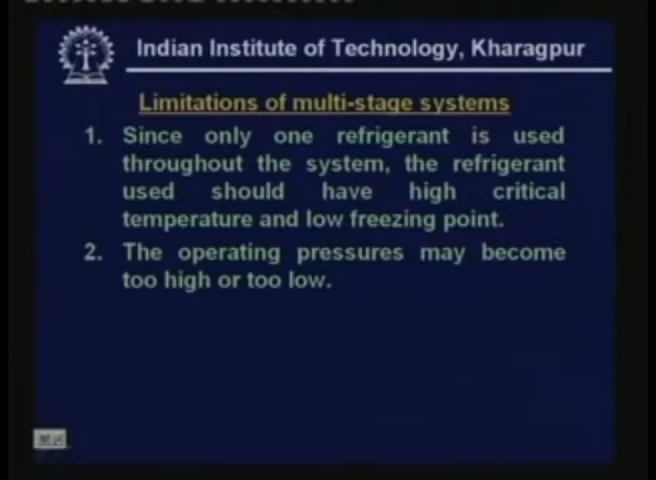 Indian Institute of Technology, Kharagpur
Limitations of multi-stage systems
1. Since only one refrigerant is used
throughout the system, the refrigerant
used should have high critical
temperature and low freezing point.
2. The operating pressures may become
too high or too low.